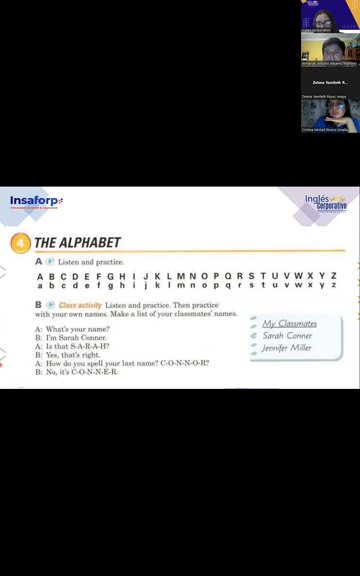 Zelena Yamileth R...
Insaforp
Inglés
Corporativo
4 THE ALPHABET
A Listen and practice.
A B C D E F G H I J K L M N O P Q R S T U V W X Y Z
a b c d e f g h i j k l m n o p q r s t u v w x y z
B Class activity Listen and practice. Then practice
with your own names. Make a list of your classmates' names.
A: What's your name?
B: I'm Sarah Conner.
A: Is that S-A-R-A-H?
B: Yes, that's right.
A: How do you spell your last name? C-O-N-N-O-R?
B: No, it's C-O-N-N-E-R.
My Classmates
Sarah Conner
Jennifer Miller